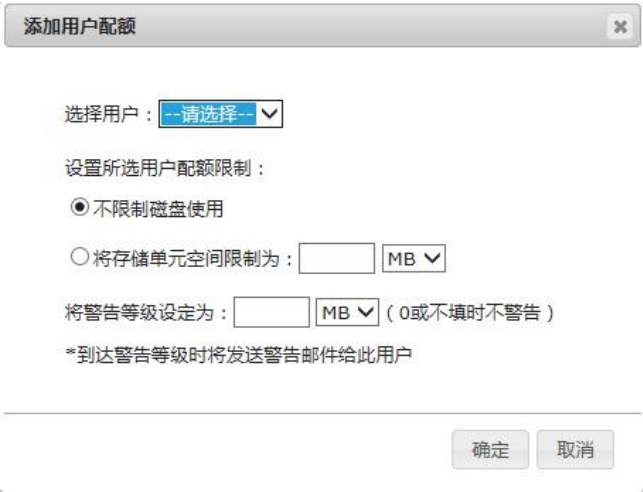 添加用户配额
选择用户：--请选择--
设置所选用户配额限制：
不限制磁盘使用
将存储单元空间限制为： MB
将警告等级设定为： MB （0或不填时不警告）
*到达警告等级时将发送警告邮件给此用户
确定 取消